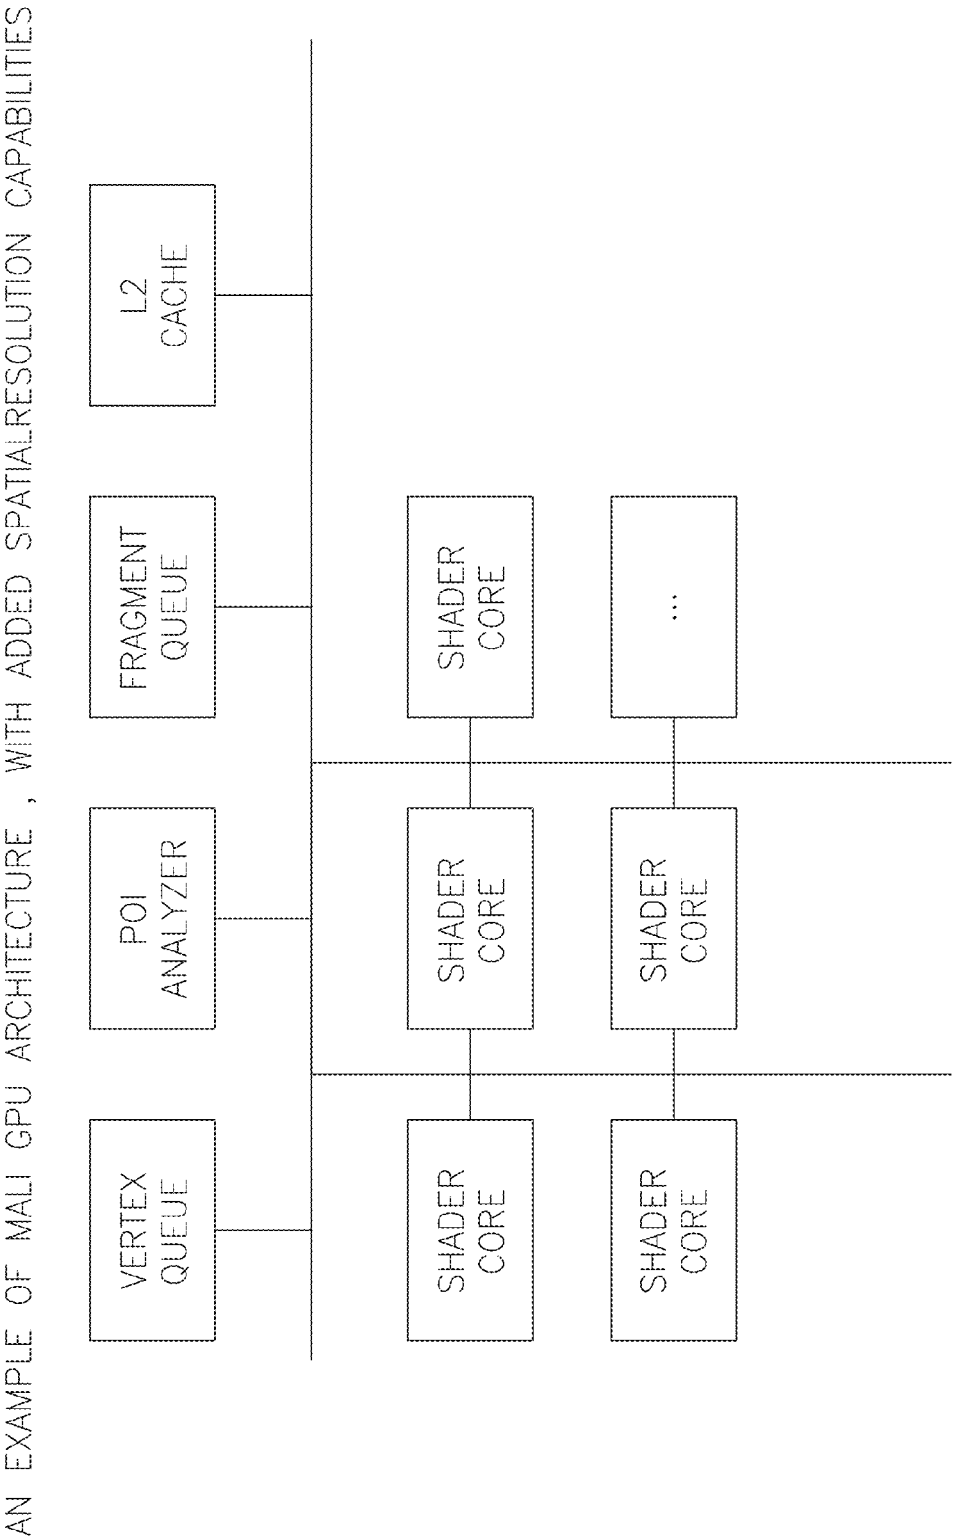 AN EXAMPLE OF MALI GPU ARCHITECTURE , WITH ADDED SPATIALRESOLUTION CAPABILITIES
VERTEX
QUEUE
POI
ANALYZER
FRAGMENT
QUEUE
L2
CACHE
SHADER
CORE
SHADER
CORE
SHADER
CORE
SHADER
CORE
SHADER
CORE
...